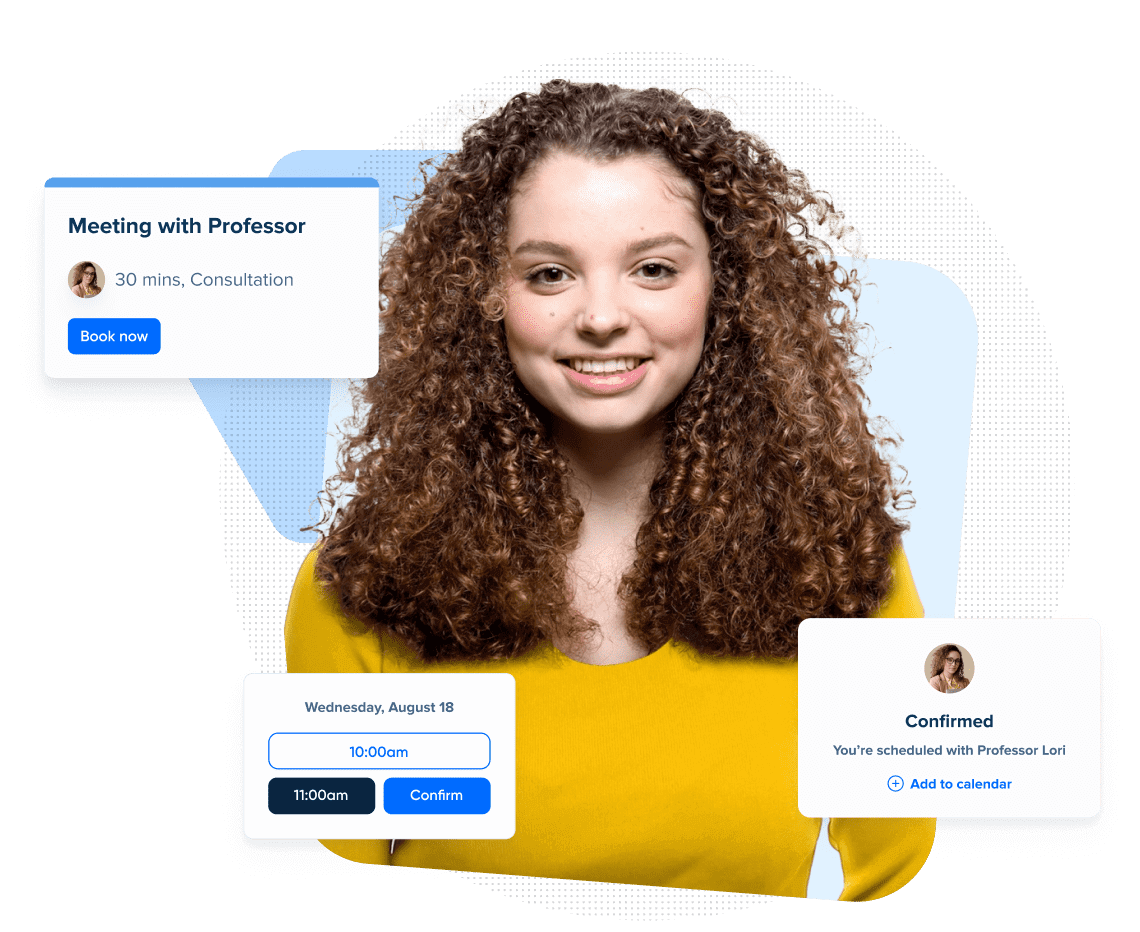 Meeting with Professor
30 mins, Consultation
Book now
Wednesday, August 18
10:00am
11:00am
Confirm
Confirmed
You’re scheduled with Professor Lori
Add to calendar